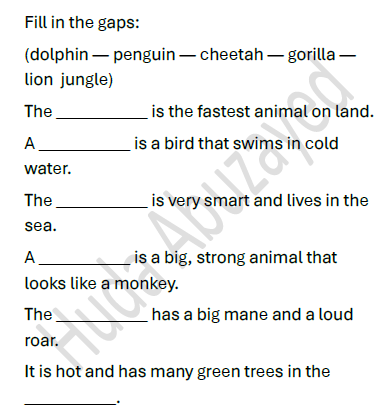 Fill in the gaps:
(dolphin — penguin — cheetah — gorilla —
lion jungle)
The __________ is the fastest animal on land.
A __________ is a bird that swims in cold
water.
The __________ is very smart and lives in the
sea.
A __________ is a big, strong animal that
looks like a monkey.
The __________ has a big mane and a loud
roar.
It is hot and has many green trees in the
__________.
Huda Abuzayed